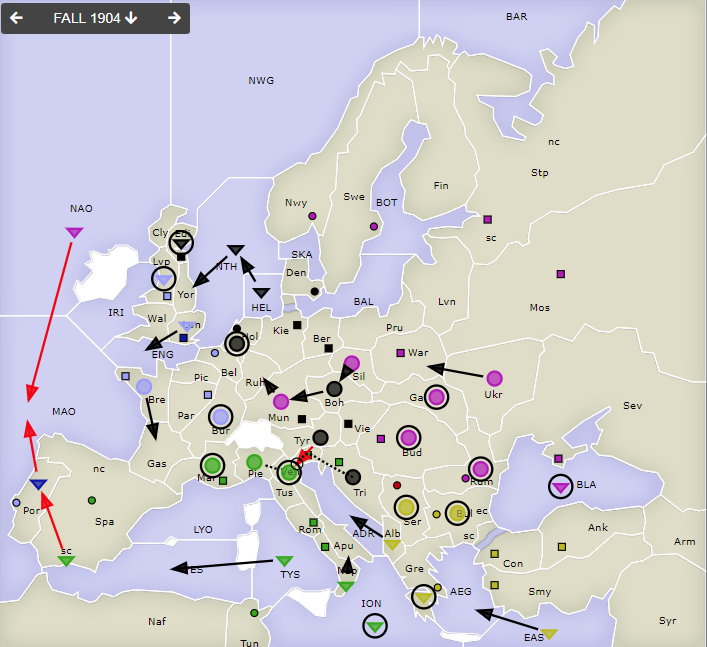 FALL 1904
BAR
NWG
nc
Stp
Fin
Swe
BOT
Nwy
NAO
Cly
Edi
sc
SKA
NTH
Lvp
Den
Mos
Yor
HEL
BAL
Lvn
IRI
Wal
Lon
Kie
Ber
Pru
ENG
Hol
War
Bel
Ruh
Sil
Pic
Ukr
Bre
Mun
Boh
Gal
Sev
MAO
Par
Vie
Bur
Tyr
Bud
Gas
nc
Mar
Pie
Ven
Rum
BLA
Tus
Tri
Por
Spa
Ser
Bul
ec
Ank
LYO
Rom
ADR
Alb
sc
Arm
sc
Apu
Con
WES
TYS
Nap
Gre
AEG
Smy
ION
Naf
Syr
EAS
Tun